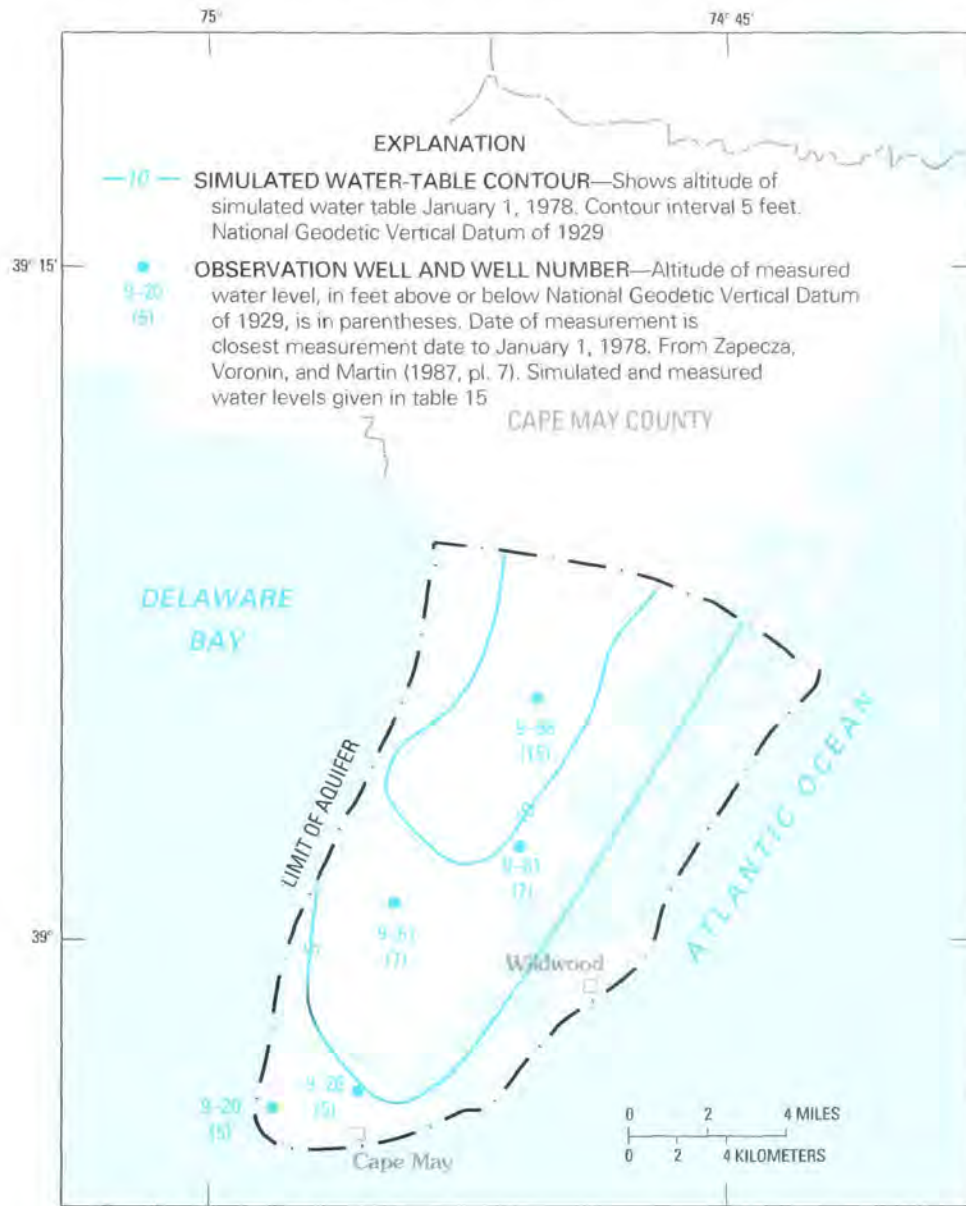 75°
74° 45'
EXPLANATION
—10— SIMULATED WATER-TABLE CONTOUR—Shows altitude of
simulated water table January 1, 1978. Contour interval 5 feet.
National Geodetic Vertical Datum of 1929
39° 15'
9-20
(5)
OBSERVATION WELL AND WELL NUMBER—Altitude of measured
water level, in feet above or below National Geodetic Vertical Datum
of 1929, is in parentheses. Date of measurement is
closest measurement date to January 1, 1978. From Zapecza,
Voronin, and Martin (1987, pl. 7). Simulated and measured
water levels given in table 15
CAPE MAY COUNTY
DELAWARE
BAY
(15)
LIMIT OF AQUIFER
ATLANTIC OCEAN
10
(7)
39°
5
(7)
Wildwood
9-20
(5)
(5)
Cape May
0 2 4 MILES
0 2 4 KILOMETERS